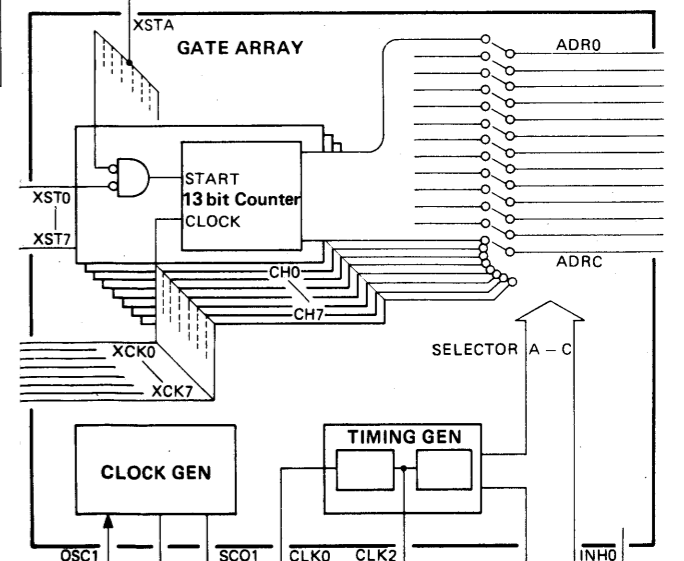 XSTA
GATE ARRAY
ADR0
START
13 bit Counter
CLOCK
XST0
XST7
ADRC
CH0
CH7
XCK0
XCK7
SELECTOR A – C
TIMING GEN
CLOCK GEN
OSC1
SCO1
CLK0
CLK2
INH0